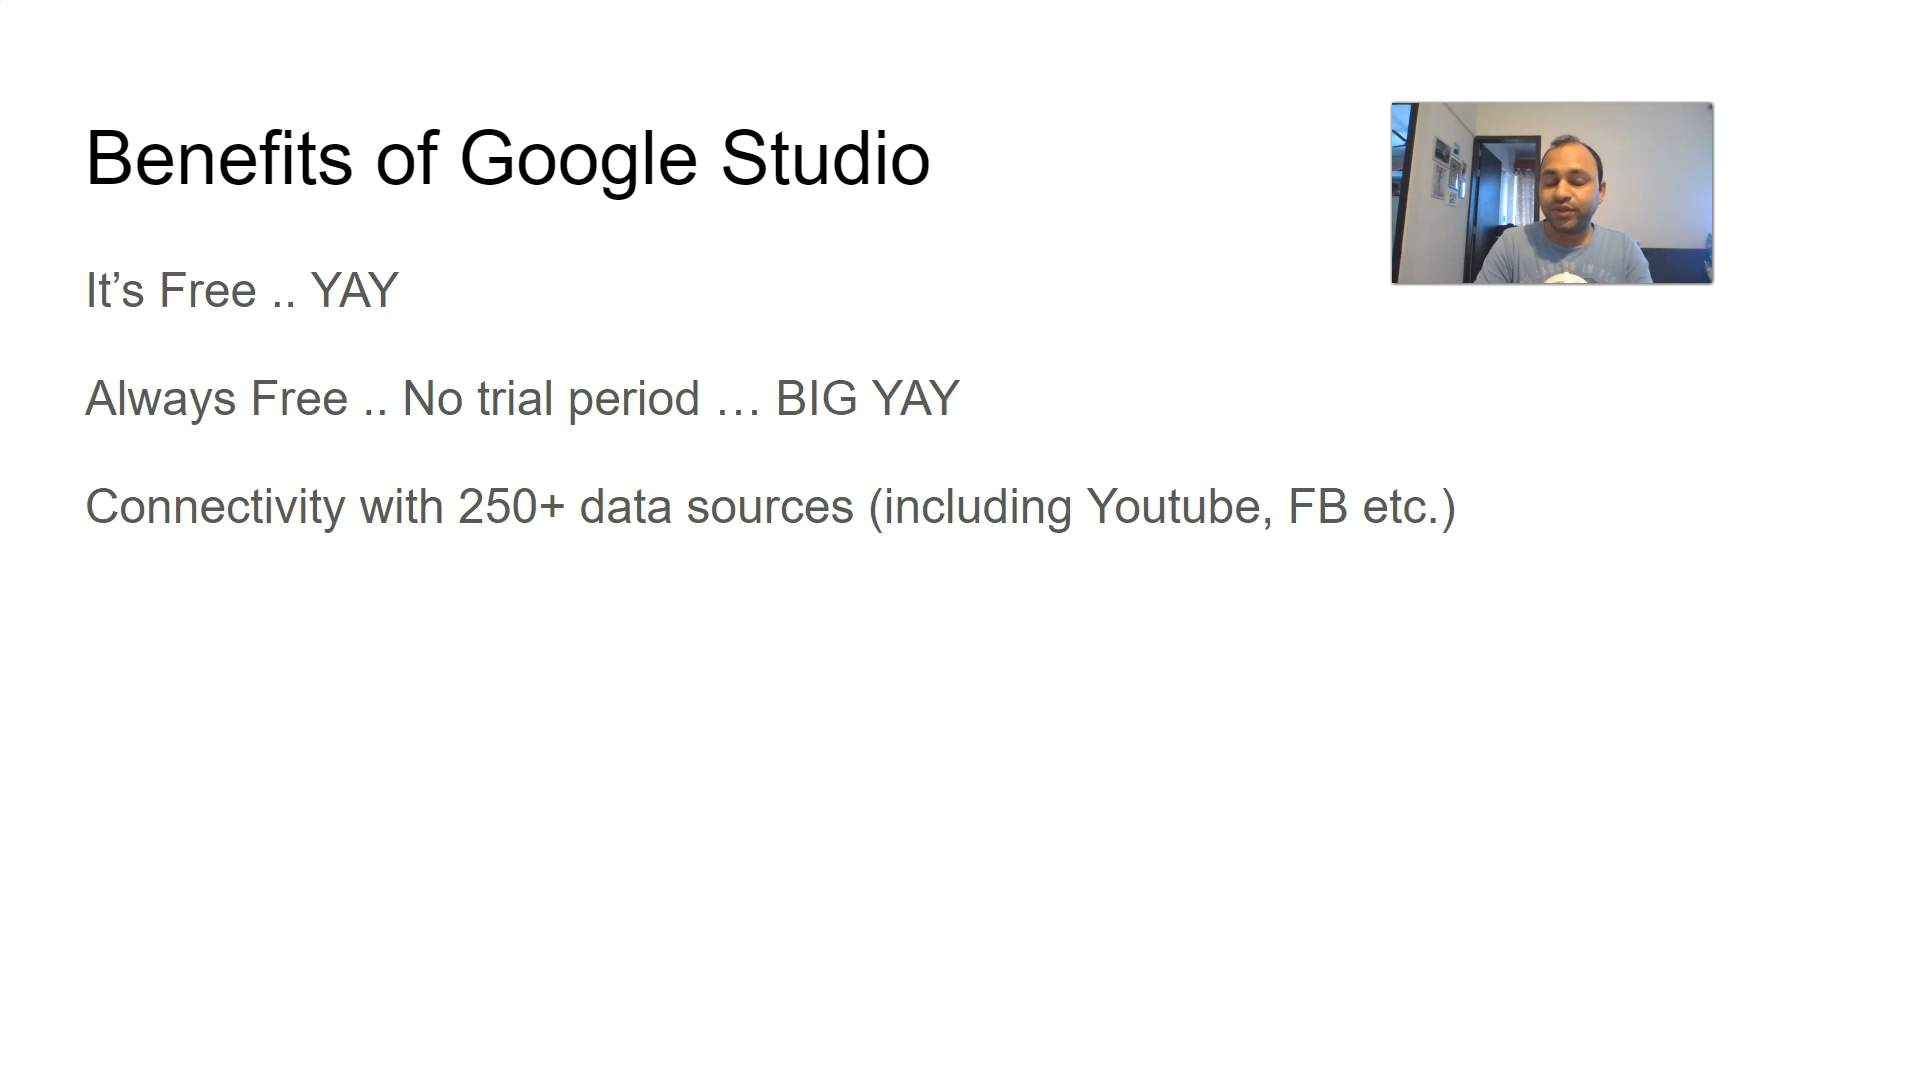 Benefits of Google Studio
It’s Free .. YAY
Always Free .. No trial period … BIG YAY
Connectivity with 250+ data sources (including Youtube, FB etc.)